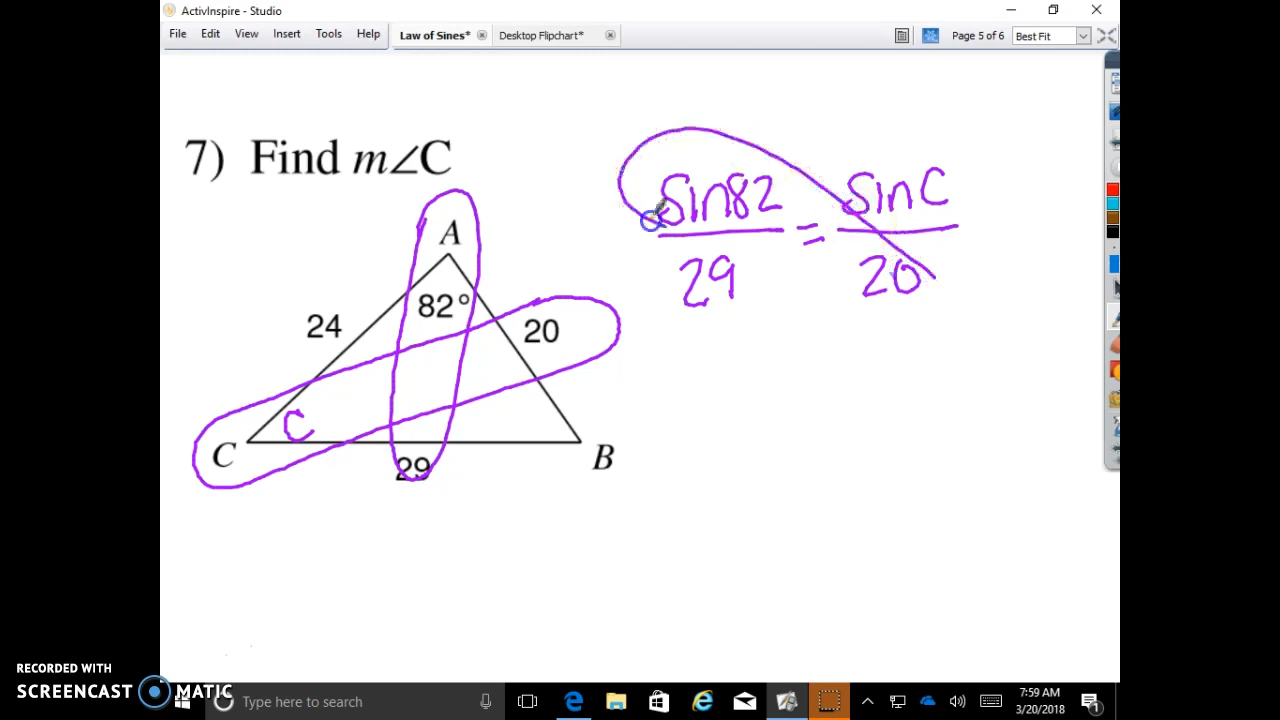 ActivInspire - Studio
File Edit View Insert Tools Help Law of Sines* Desktop Flipchart* Page 5 of 6 Best Fit
7) Find m∠C
Sin82 = SinC
29 20
A
82°
24
20
C
C
29
B
RECORDED WITH
SCREENCAST MATIC
Type here to search
7:59 AM
3/20/2018
1